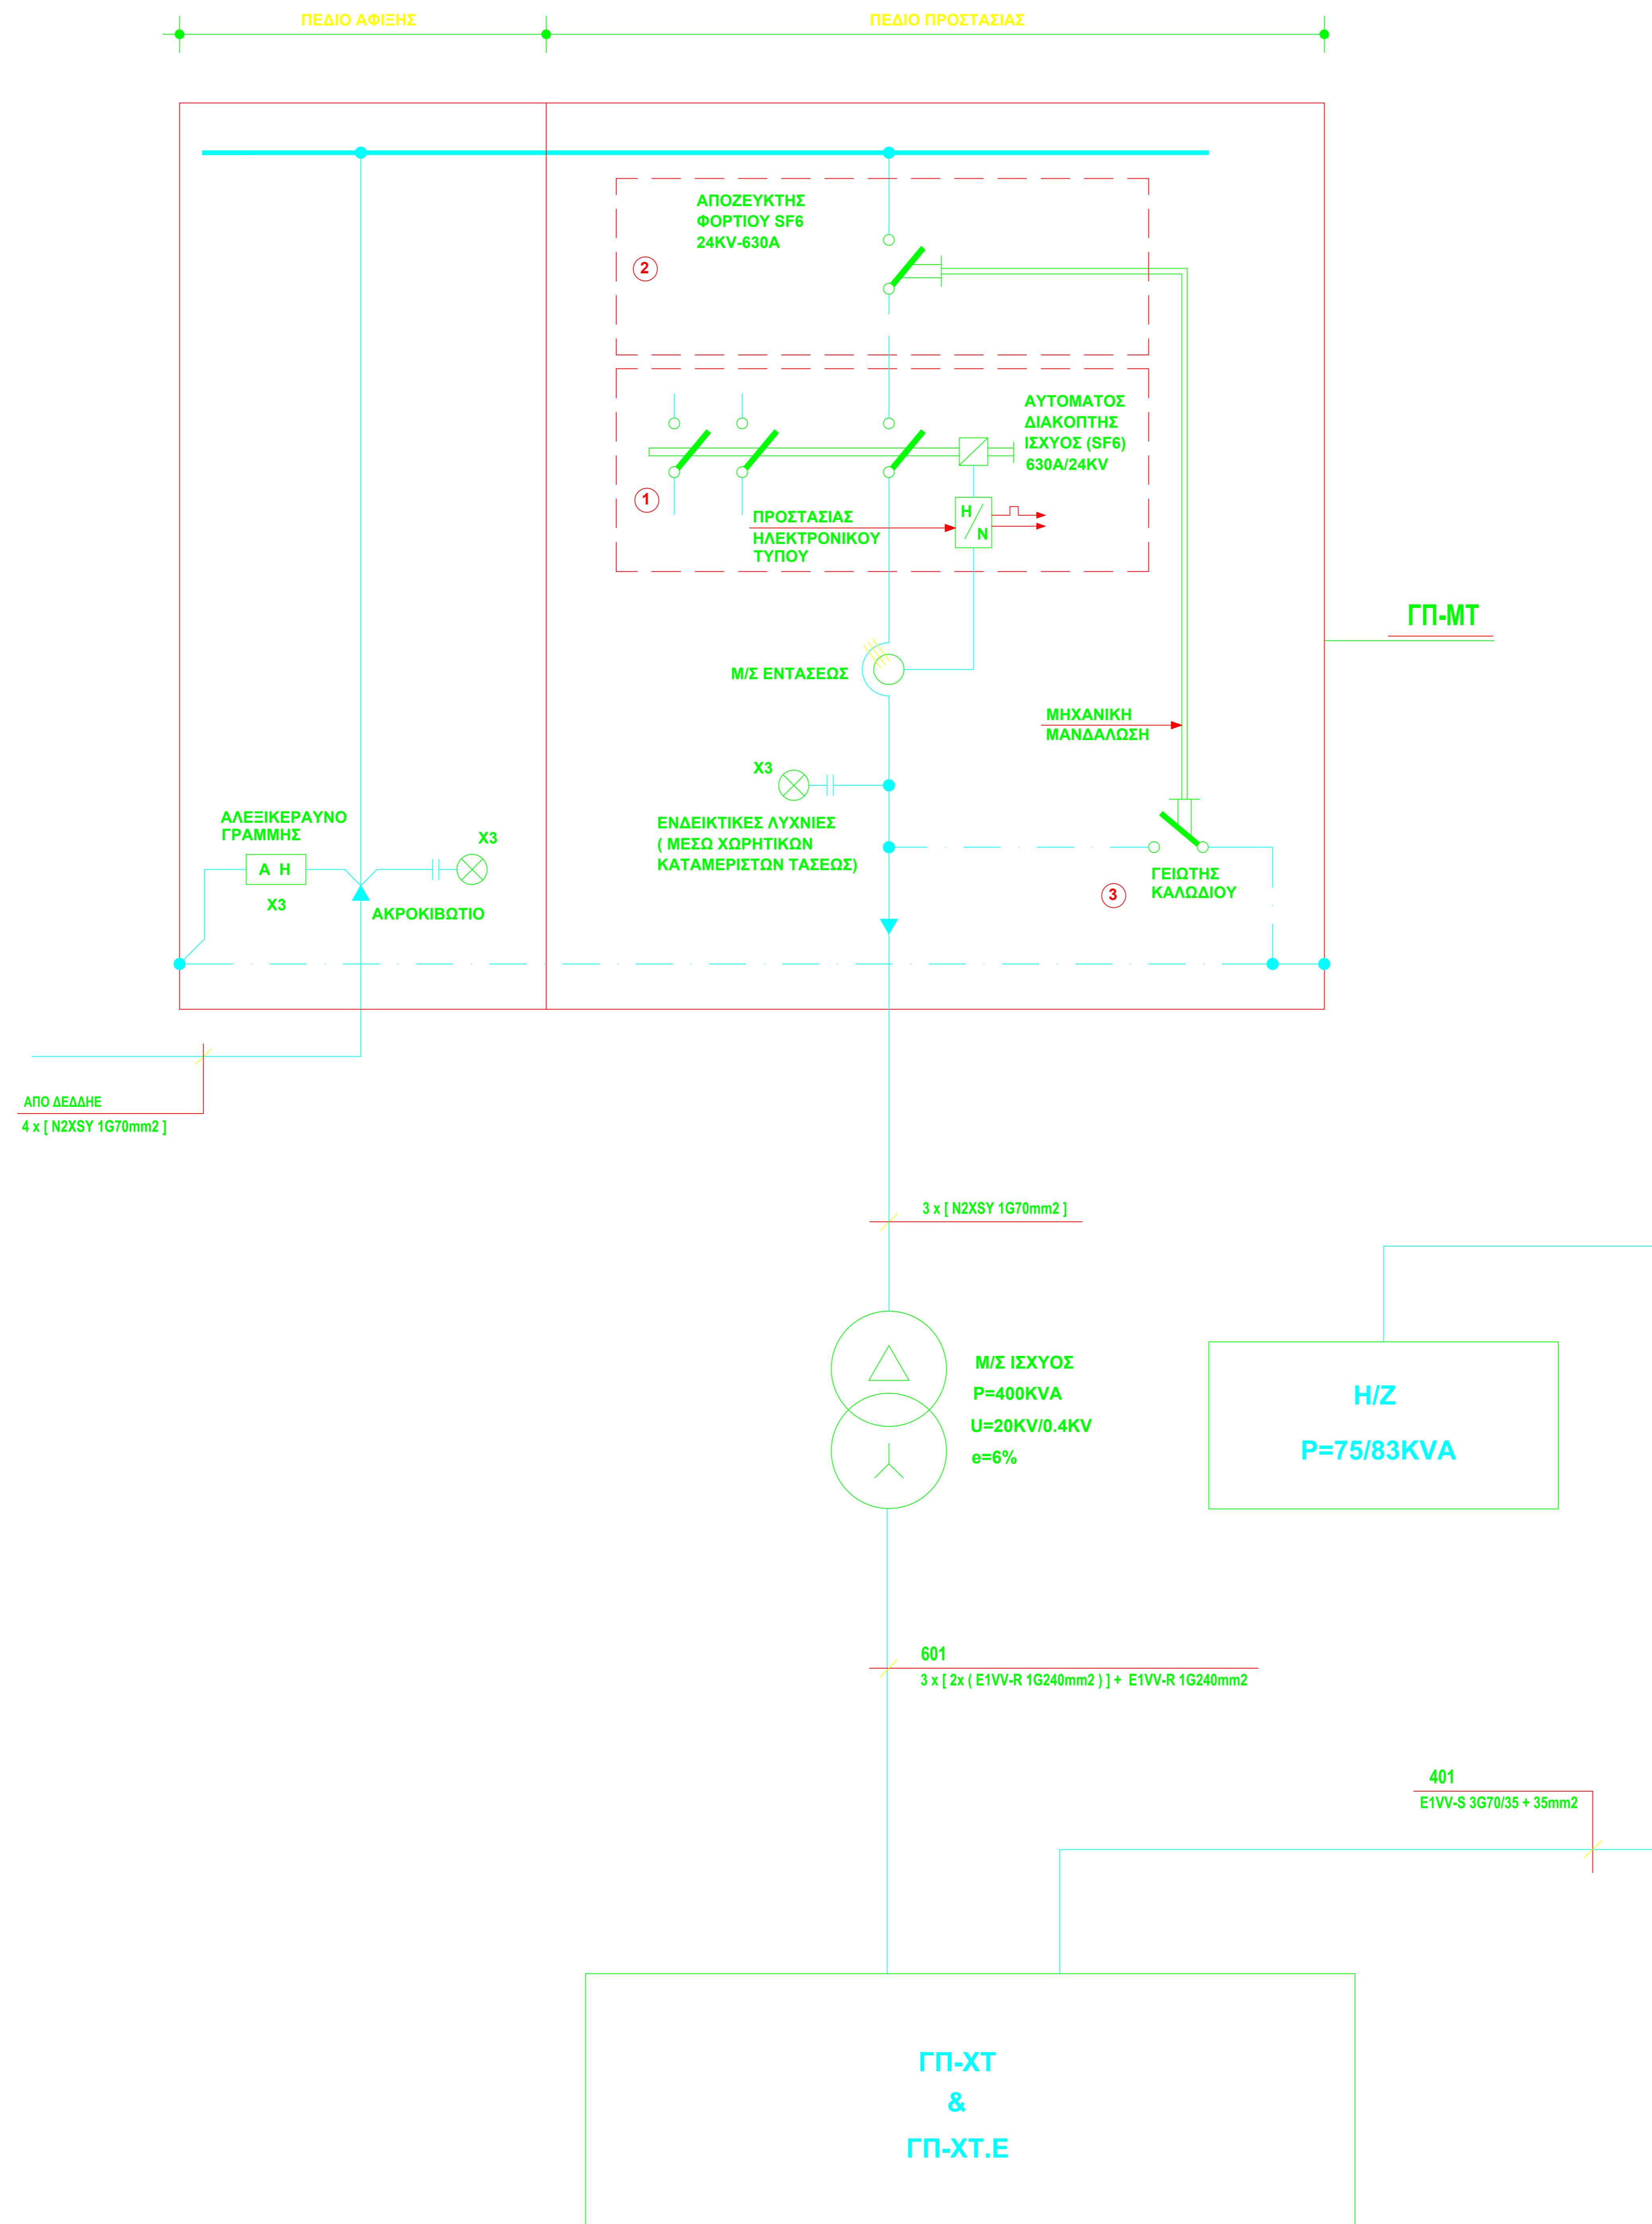 ΠΕΔΙΟ ΑΦΙΞΗΣ
ΠΕΔΙΟ ΠΡΟΣΤΑΣΙΑΣ
ΑΠΟΖΕΥΚΤΗΣ
ΦΟΡΤΙΟΥ SF6
24KV-630A
2
ΑΥΤΟΜΑΤΟΣ
ΔΙΑΚΟΠΤΗΣ
ΙΣΧΥΟΣ (SF6)
630A/24KV
1
ΠΡΟΣΤΑΣΙΑΣ
ΗΛΕΚΤΡΟΝΙΚΟΥ
ΤΥΠΟΥ
H
N
ΓΠ-ΜΤ
Μ/Σ ΕΝΤΑΣΕΩΣ
ΜΗΧΑΝΙΚΗ
ΜΑΝΔΑΛΩΣΗ
X3
ΕΝΔΕΙΚΤΙΚΕΣ ΛΥΧΝΙΕΣ
( ΜΕΣΩ ΧΩΡΗΤΙΚΩΝ
ΚΑΤΑΜΕΡΙΣΤΩΝ ΤΑΣΕΩΣ)
ΑΛΕΞΙΚΕΡΑΥΝΟ
ΓΡΑΜΜΗΣ
X3
Α Η
X3
ΑΚΡΟΚΙΒΩΤΙΟ
ΓΕΙΩΤΗΣ
ΚΑΛΩΔΙΟΥ
3
ΑΠΟ ΔΕΔΔΗΕ
4 x [ N2XSY 1G70mm2 ]
3 x [ N2XSY 1G70mm2 ]
Μ/Σ ΙΣΧΥΟΣ
P=400KVA
U=20KV/0.4KV
e=6%
Η/Ζ
P=75/83KVA
601
3 x [ 2x ( E1VV-R 1G240mm2 ) ] + E1VV-R 1G240mm2
401
E1VV-S 3G70/35 + 35mm2
ΓΠ-ΧΤ
&
ΓΠ-ΧΤ.Ε